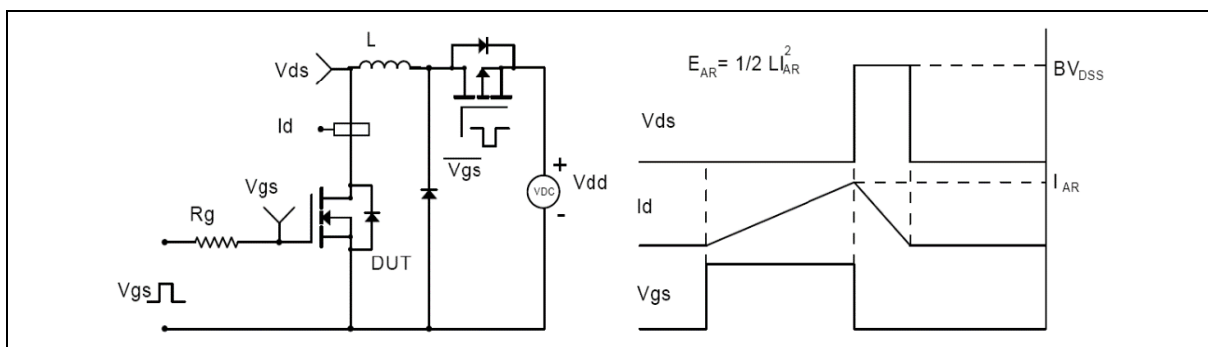 L
Vds
Id
Vgs
Vgs
Rg
DUT
Vgs
VDC
+
-
Vdd
E_AR = 1/2 LI_AR^2
BV_DSS
Vds
I_AR
Id
Vgs